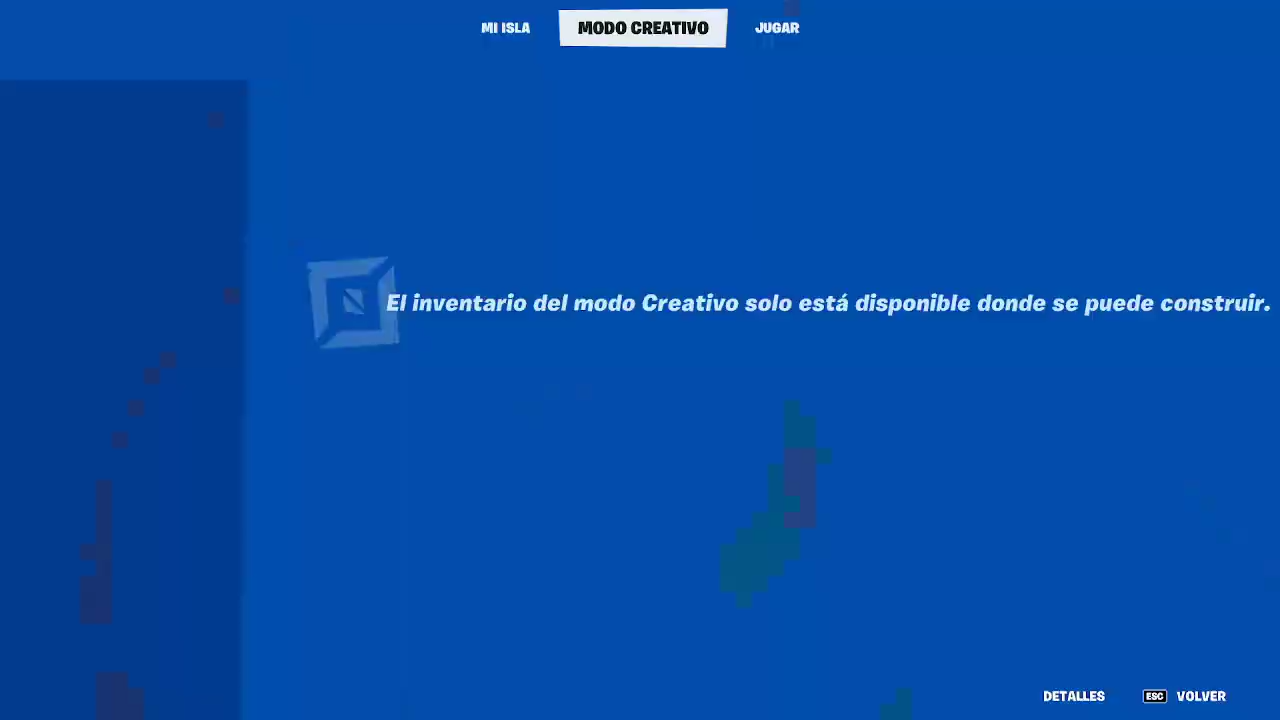 MI ISLA
MODO CREATIVO
JUGAR
El inventario del modo Creativo solo está disponible donde se puede construir.
DETALLES
ESC VOLVER